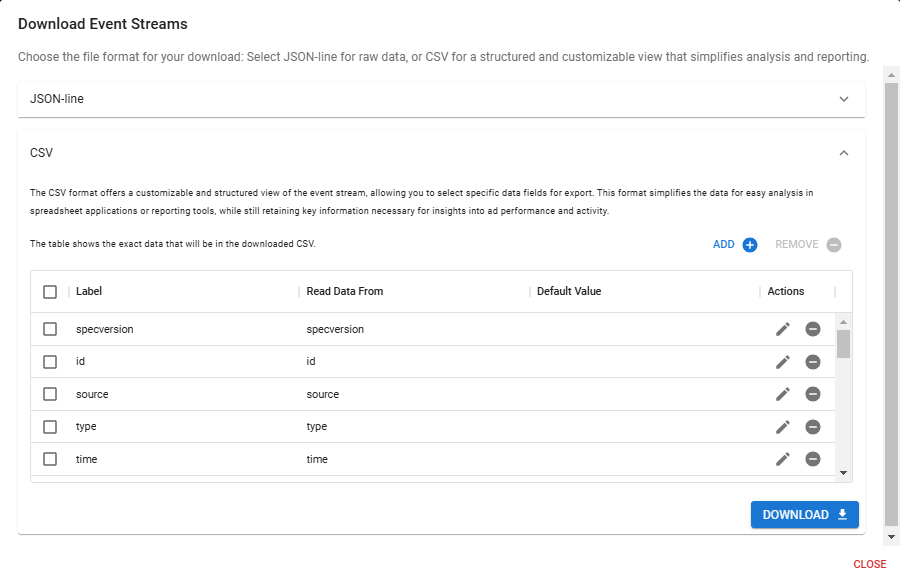 Download Event Streams
Choose the file format for your download: Select JSON-line for raw data, or CSV for a structured and customizable view that simplifies analysis and reporting.
JSON-line
CSV
The CSV format offers a customizable and structured view of the event stream, allowing you to select specific data fields for export. This format simplifies the data for easy analysis in
spreadsheet applications or reporting tools, while still retaining key information necessary for insights into ad performance and activity.
The table shows the exact data that will be in the downloaded CSV. ADD REMOVE
Label Read Data From Default Value Actions
specversion specversion
id id
source source
type type
time time
DOWNLOAD
CLOSE